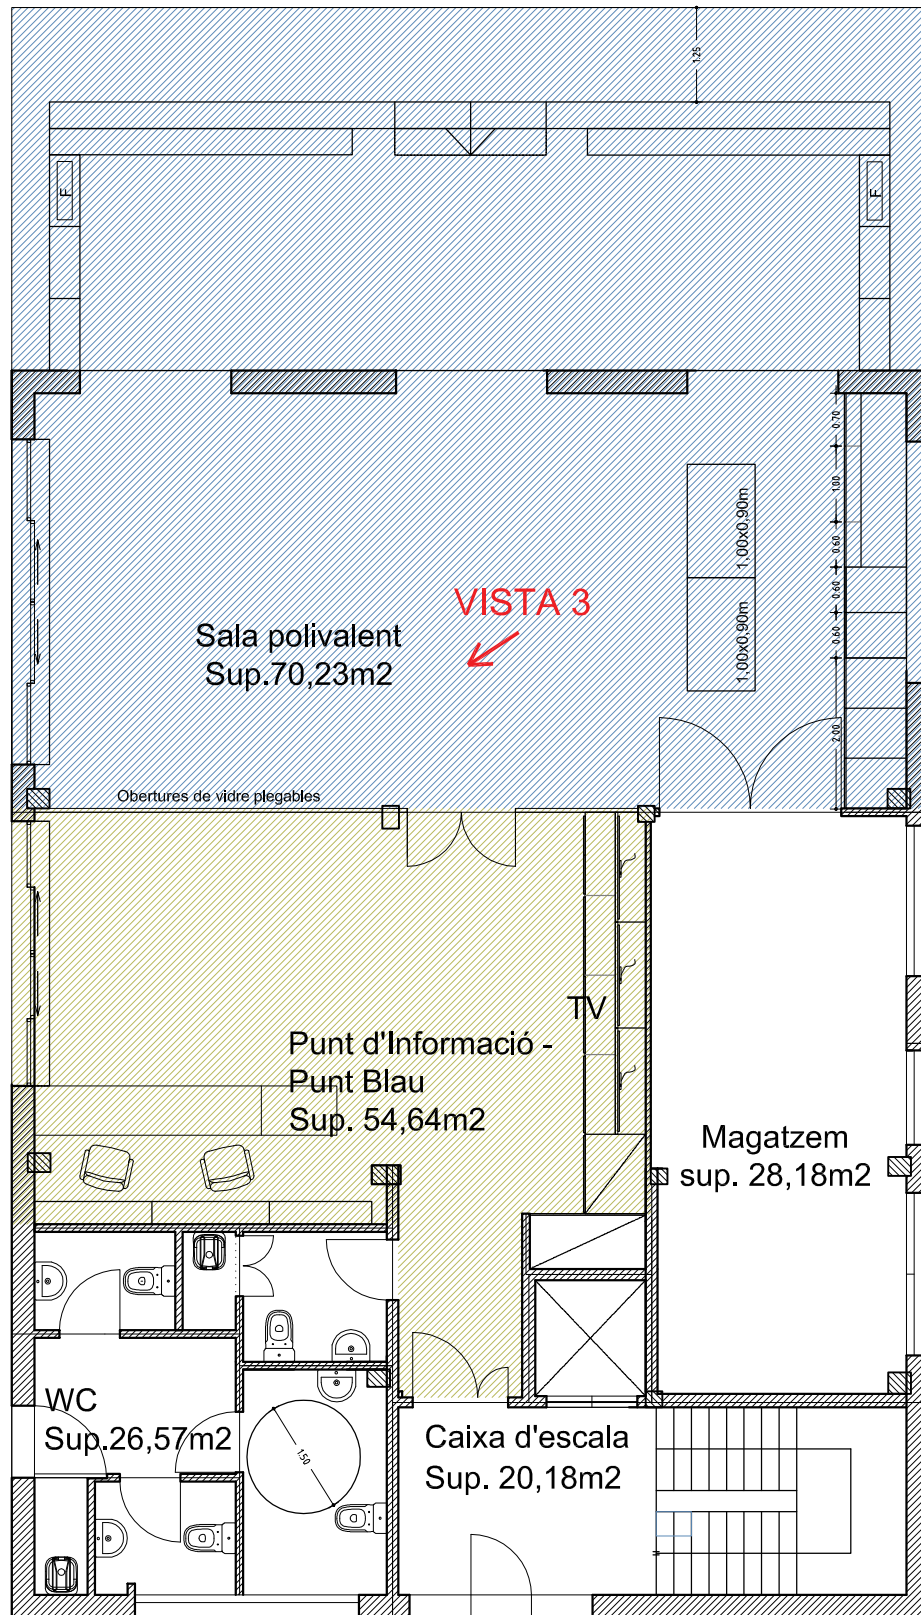 1.25
F
F
0.70
1.00
1,00x0,90m
0.60
0.60
VISTA 3
Sala polivalent
Sup.70,23m2
1,00x0,90m
0.60
2.00
Obertures de vidre plegables
TV
Punt d'Informació -
Punt Blau
Sup. 54,64m2
Magatzem
sup. 28,18m2
WC
Sup.26,57m2
1.50
Caixa d'escala
Sup. 20,18m2